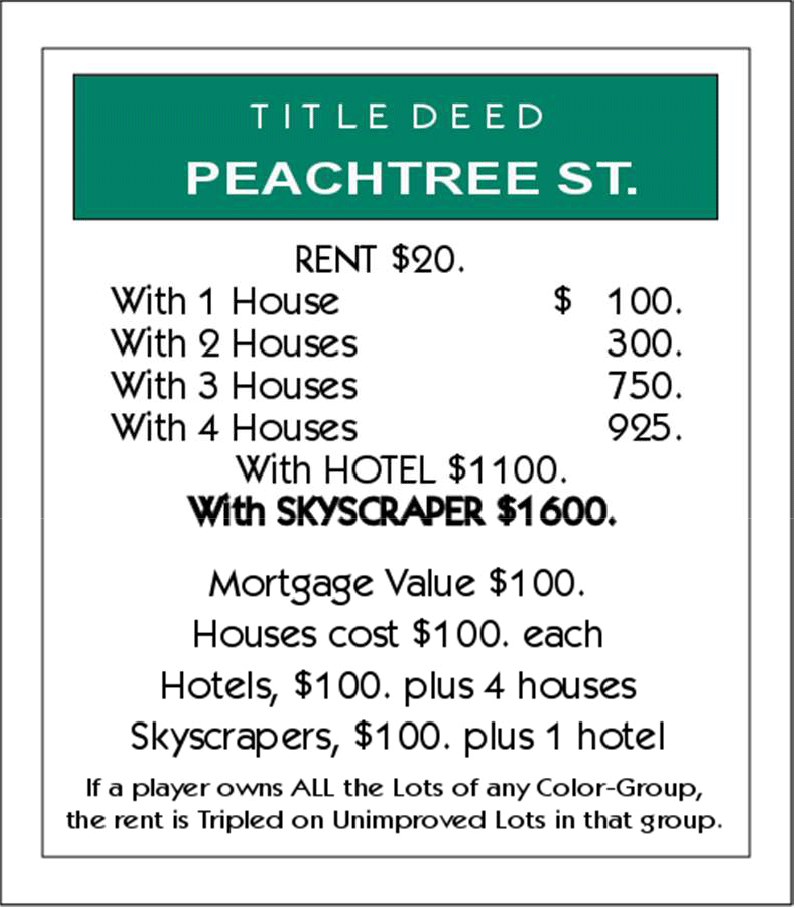 TITLE DEED
PEACHTREE ST.
RENT $20.
With 1 House $ 100.
With 2 Houses 300.
With 3 Houses 750.
With 4 Houses 925.
With HOTEL $1100.
With SKYSCRAPER $1600.
Mortgage Value $100.
Houses cost $100. each
Hotels, $100. plus 4 houses
Skyscrapers, $100. plus 1 hotel
If a player owns ALL the Lots of any Color-Group,
the rent is Tripled on Unimproved Lots in that group.